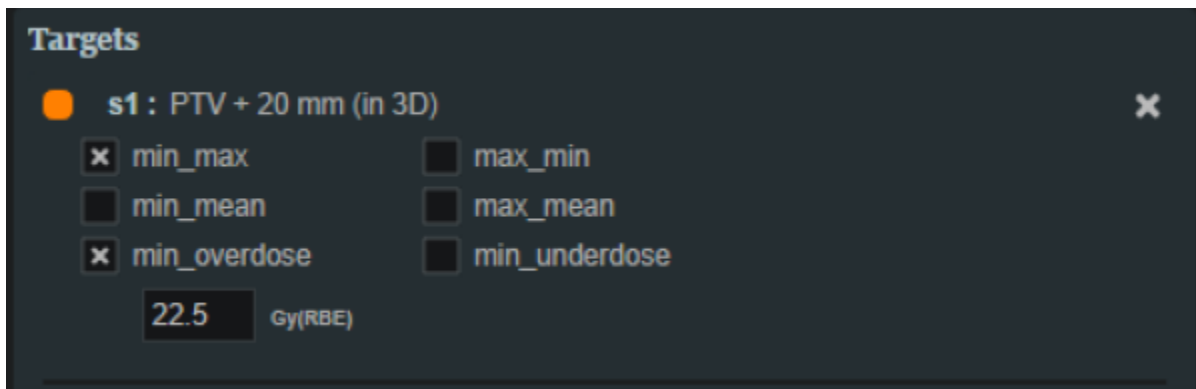 Targets
s1 : PTV + 20 mm (in 3D)
min_max max_min
min_mean max_mean
min_overdose min_underdose
22.5 Gy(RBE)